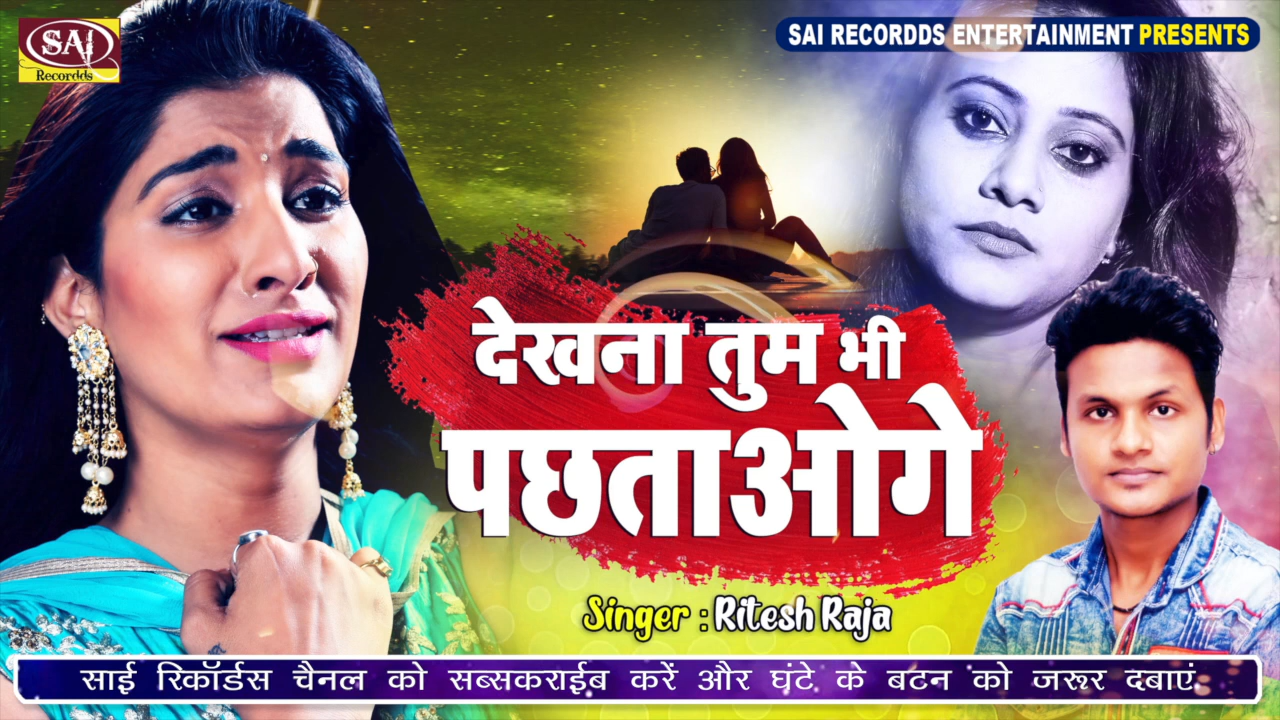 SAI
Recordds
SAI RECORDDS ENTERTAINMENT PRESENTS
देखना तुम भी
पछताओगे
Singer : Ritesh Raja
साई रिकॉर्डस चैनल को सब्सकराईब करें और घंटे के बटन को जरूर दबाएं.